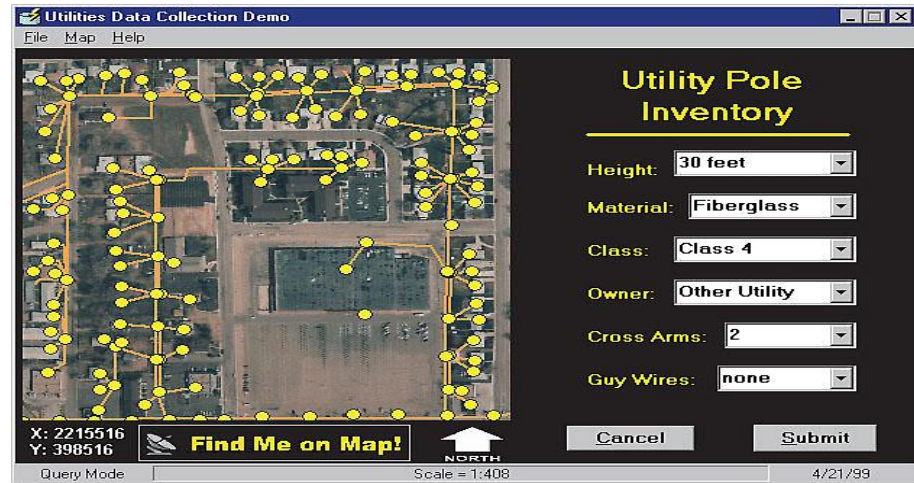 Utilities Data Collection Demo
File Map Help
Utility Pole
Inventory
Height: 30 feet
Material: Fiberglass
Class: Class 4
Owner: Other Utility
Cross Arms: 2
Guy Wires: none
X: 2215516
Y: 398516
Find Me on Map!
NORTH
Cancel Submit
Query Mode Scale = 1:408 4/21/99